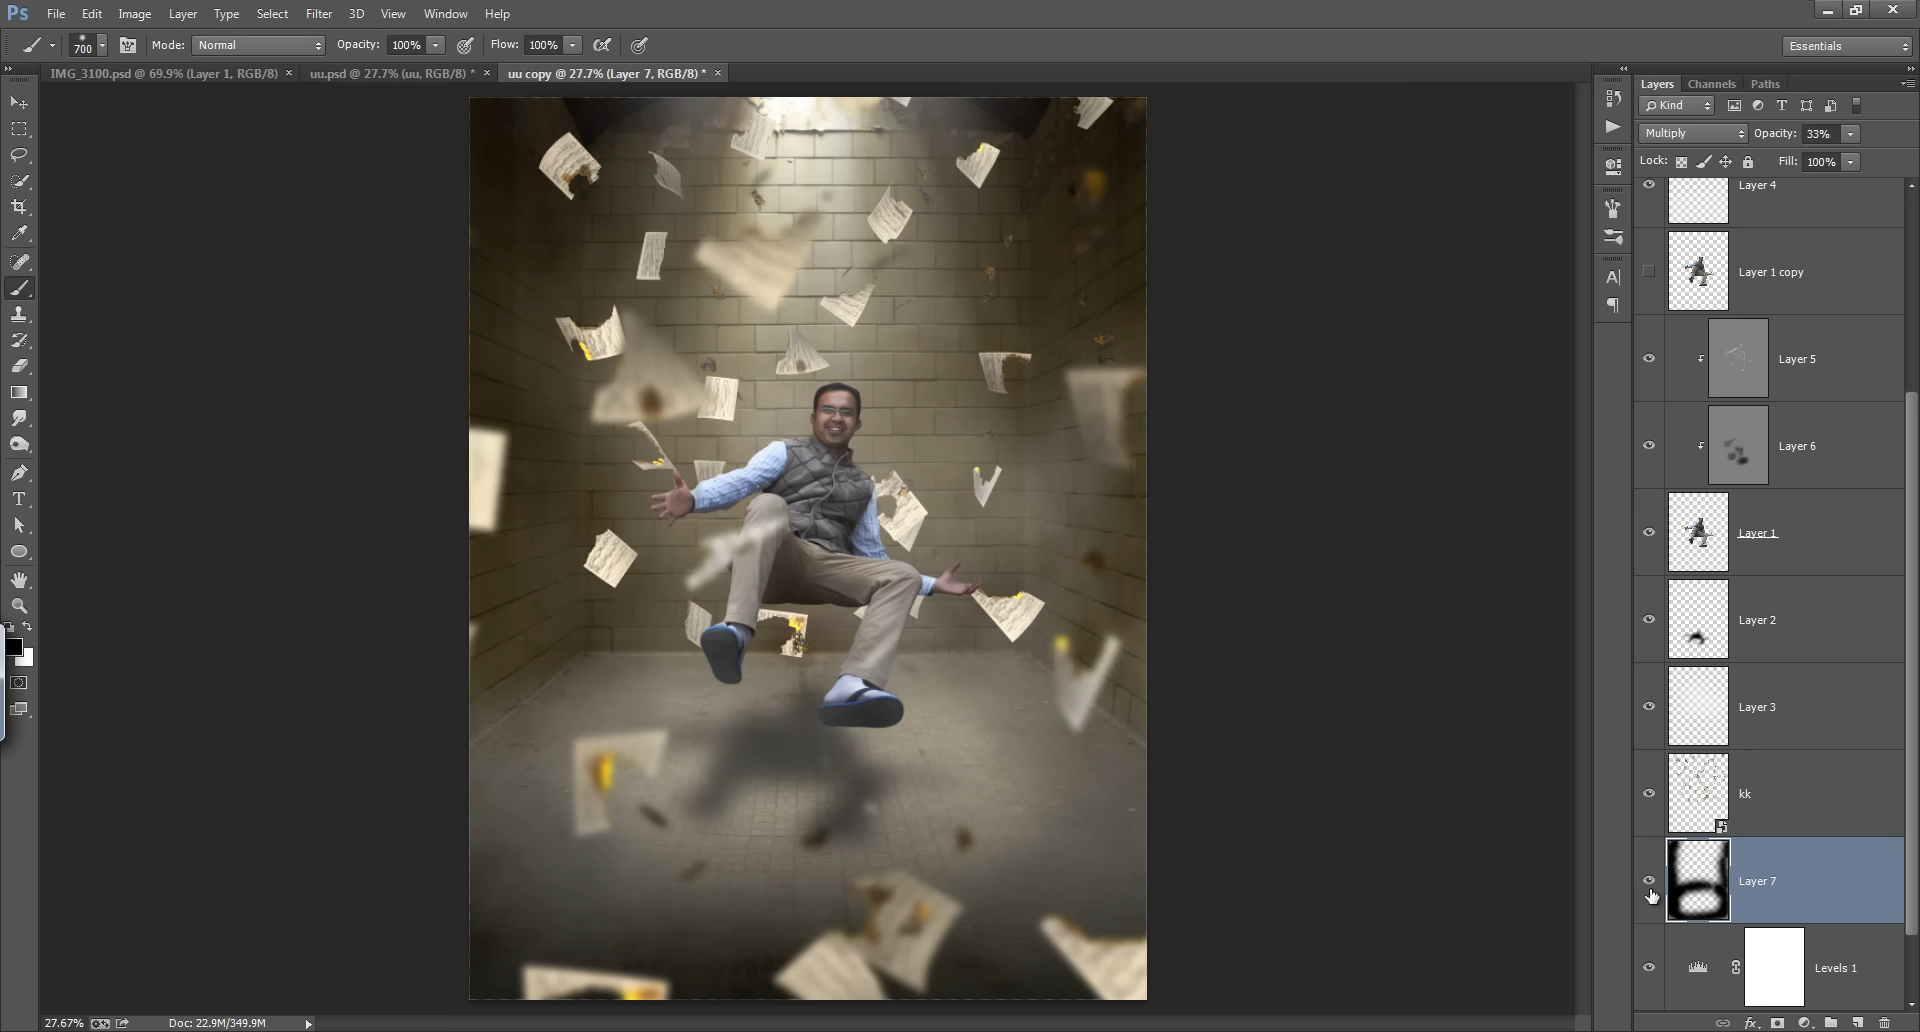 Ps File Edit Image Layer Type Select Filter 3D View Window Help
700 Mode: Normal Opacity: 100% Flow: 100% Essentials
IMG_3100.psd @ 69.9% (Layer 1, RGB/8) × uu.psd @ 27.7% (uu, RGB/8) * × uu copy @ 27.7% (Layer 7, RGB/8) * ×
Layers Channels Paths
Kind
Multiply Opacity: 33%
Lock: Fill: 100%
Layer 4
Layer 1 copy
Layer 5
Layer 6
Layer 1
Layer 2
Layer 3
kk
Layer 7
Levels 1
27.67% Doc: 22.9M/349.9M